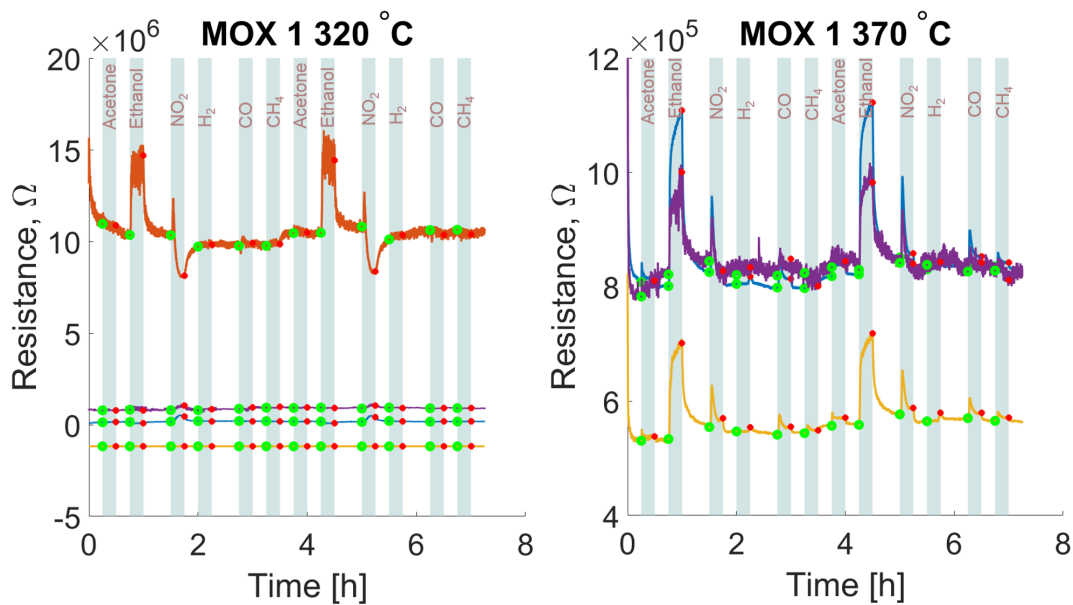 MOX 1 320 °C
×10⁶
20
15
10
5
0
-5
Resistance, Ω
Acetone
Ethanol
NO₂
H₂
CO
CH₄
Acetone
Ethanol
NO₂
H₂
CO
CH₄
0 2 4 6 8
Time [h]
MOX 1 370 °C
×10⁵
12
10
8
6
4
Resistance, Ω
Acetone
Ethanol
NO₂
H₂
CO
CH₄
Acetone
Ethanol
NO₂
H₂
CO
CH₄
0 2 4 6 8
Time [h]